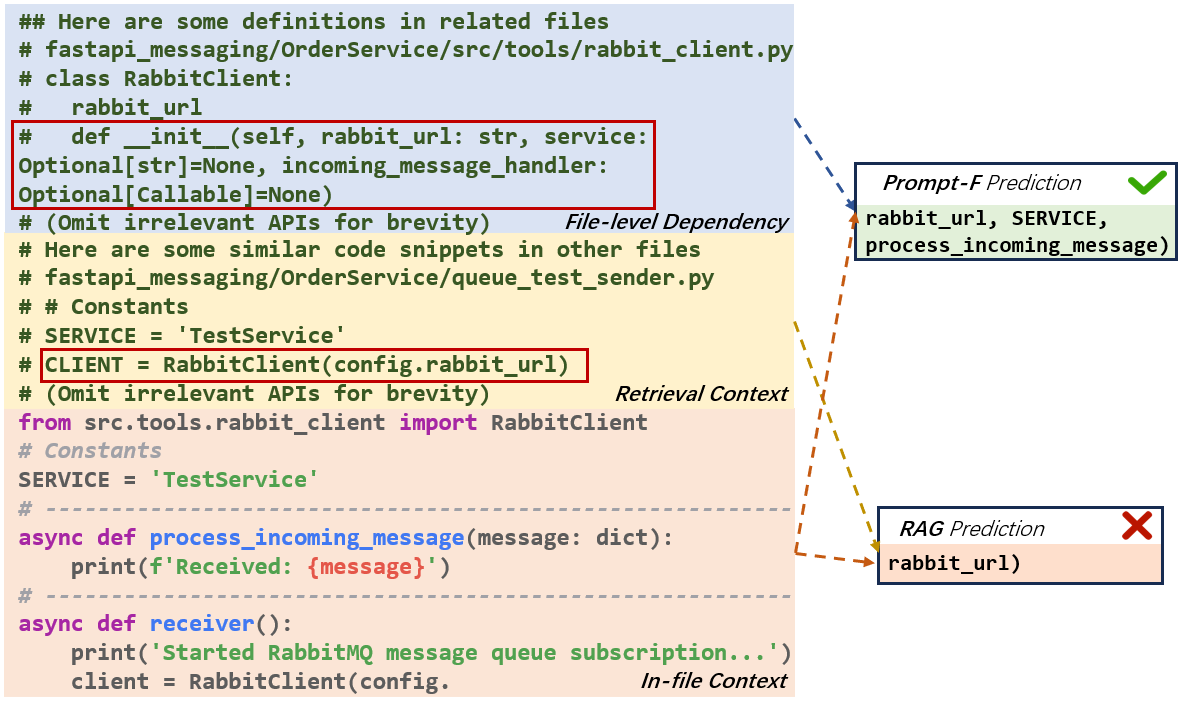 ## Here are some definitions in related files
# fastapi_messaging/OrderService/src/tools/rabbit_client.py
# class RabbitClient:
#   rabbit_url
#   def __init__(self, rabbit_url: str, service:
Optional[str]=None, incoming_message_handler:
Optional[Callable]=None)
# (Omit irrelevant APIs for brevity)
File-level Dependency
# Here are some similar code snippets in other files
# fastapi_messaging/OrderService/queue_test_sender.py
# # Constants
# SERVICE = 'TestService'
# CLIENT = RabbitClient(config.rabbit_url)
# (Omit irrelevant APIs for brevity)
Retrieval Context
from src.tools.rabbit_client import RabbitClient
# Constants
SERVICE = 'TestService'
# ---------------------------------------------------------
async def process_incoming_message(message: dict):
    print(f'Received: {message}')
# ---------------------------------------------------------
async def receiver():
    print('Started RabbitMQ message queue subscription...')
    client = RabbitClient(config.
In-file Context
Prompt-F Prediction
rabbit_url, SERVICE,
process_incoming_message)
RAG Prediction
rabbit_url)